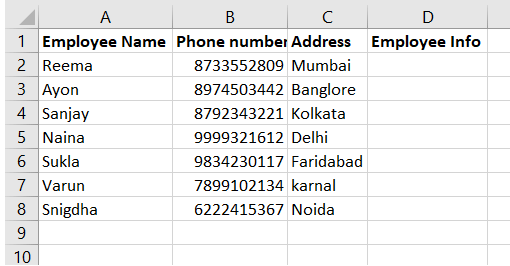 A B C D
1 Employee Name Phone number Address Employee Info
2 Reema 8733552809 Mumbai
3 Ayon 8974503442 Banglore
4 Sanjay 8792343221 Kolkata
5 Naina 9999321612 Delhi
6 Sukla 9834230117 Faridabad
7 Varun 7899102134 karnal
8 Snigdha 6222415367 Noida
9
10